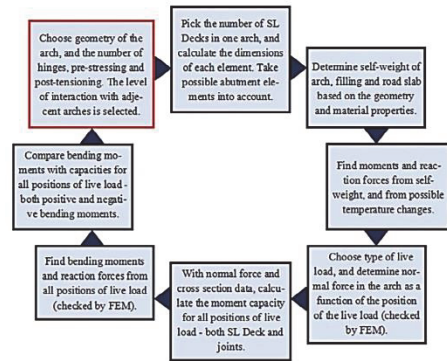 Choose geometry of the
arch, and the number of
hinges, pre-stressing and
post-tensioning. The level
of interaction with
adjecent arches is selected.
Pick the number of SL
Decks in one arch, and
calculate the dimensions
of each element. Take
possible abutment ele-
ments into account.
Determine self-weight of
arch, filling and road slab
based on the geometry
and material properties.
Find moments and reac-
tion forces from self-
weight, and from possible
temperature changes.
Choose type of live
load, and determine nor-
mal force in the arch as a
function of the position
of the live load (checked
by FEM).
With normal force and
cross section data, calcu-
late the moment capacity
for all positions of live
load - both SL Deck and
joints.
Find bending moments
and reaction forces from
all positions of live load
(checked by FEM).
Compare bending mo-
ments with capacities for
all positions of live load -
both positive and neg-
ative bending moments.